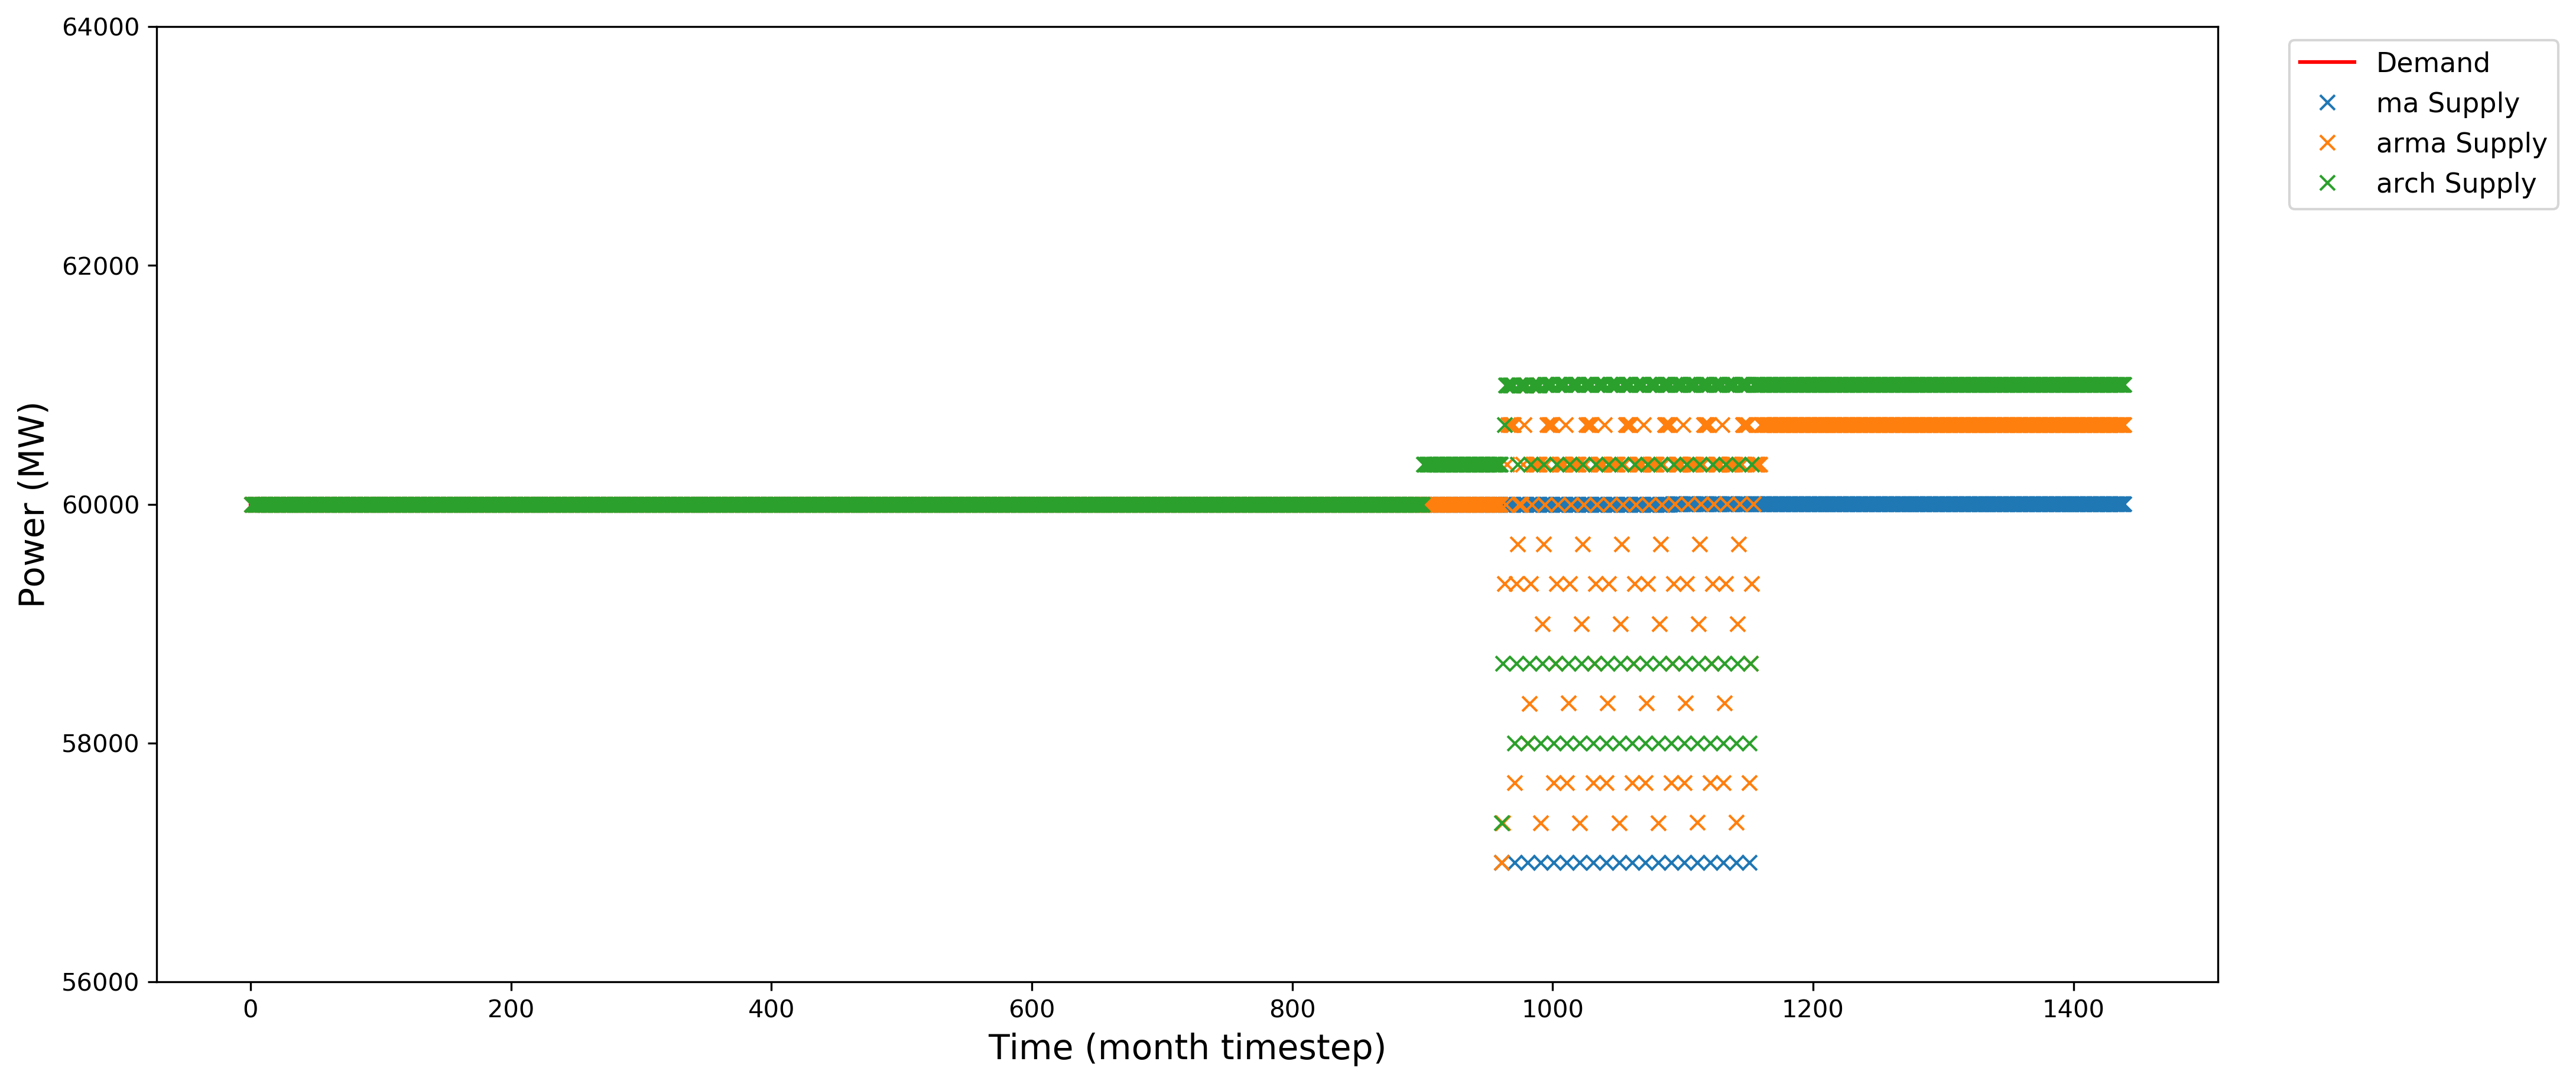 64000
62000
60000
58000
56000
Power (MW)
0 200 400 600 800 1000 1200 1400
Time (month timestep)
Demand
ma Supply
arma Supply
arch Supply